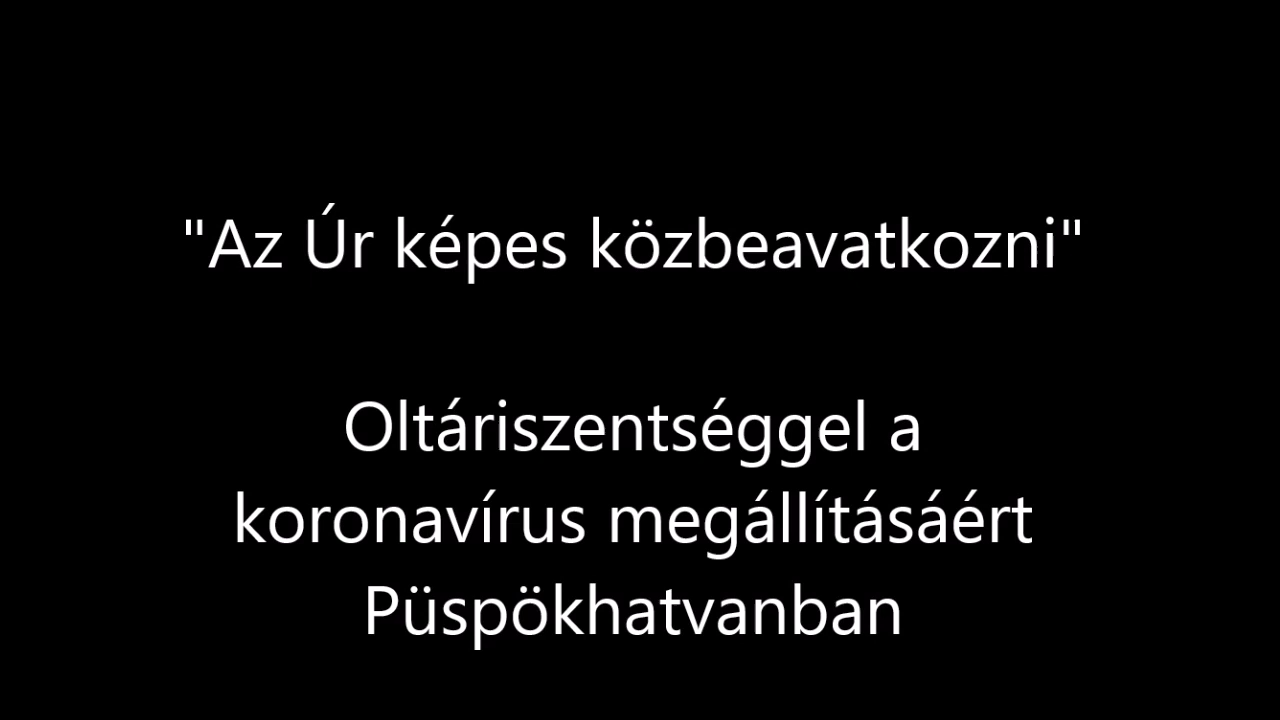 "Az Úr képes közbeavatkozni"
Oltáriszentséggel a
koronavírus megállításáért
Püspökhatvanban